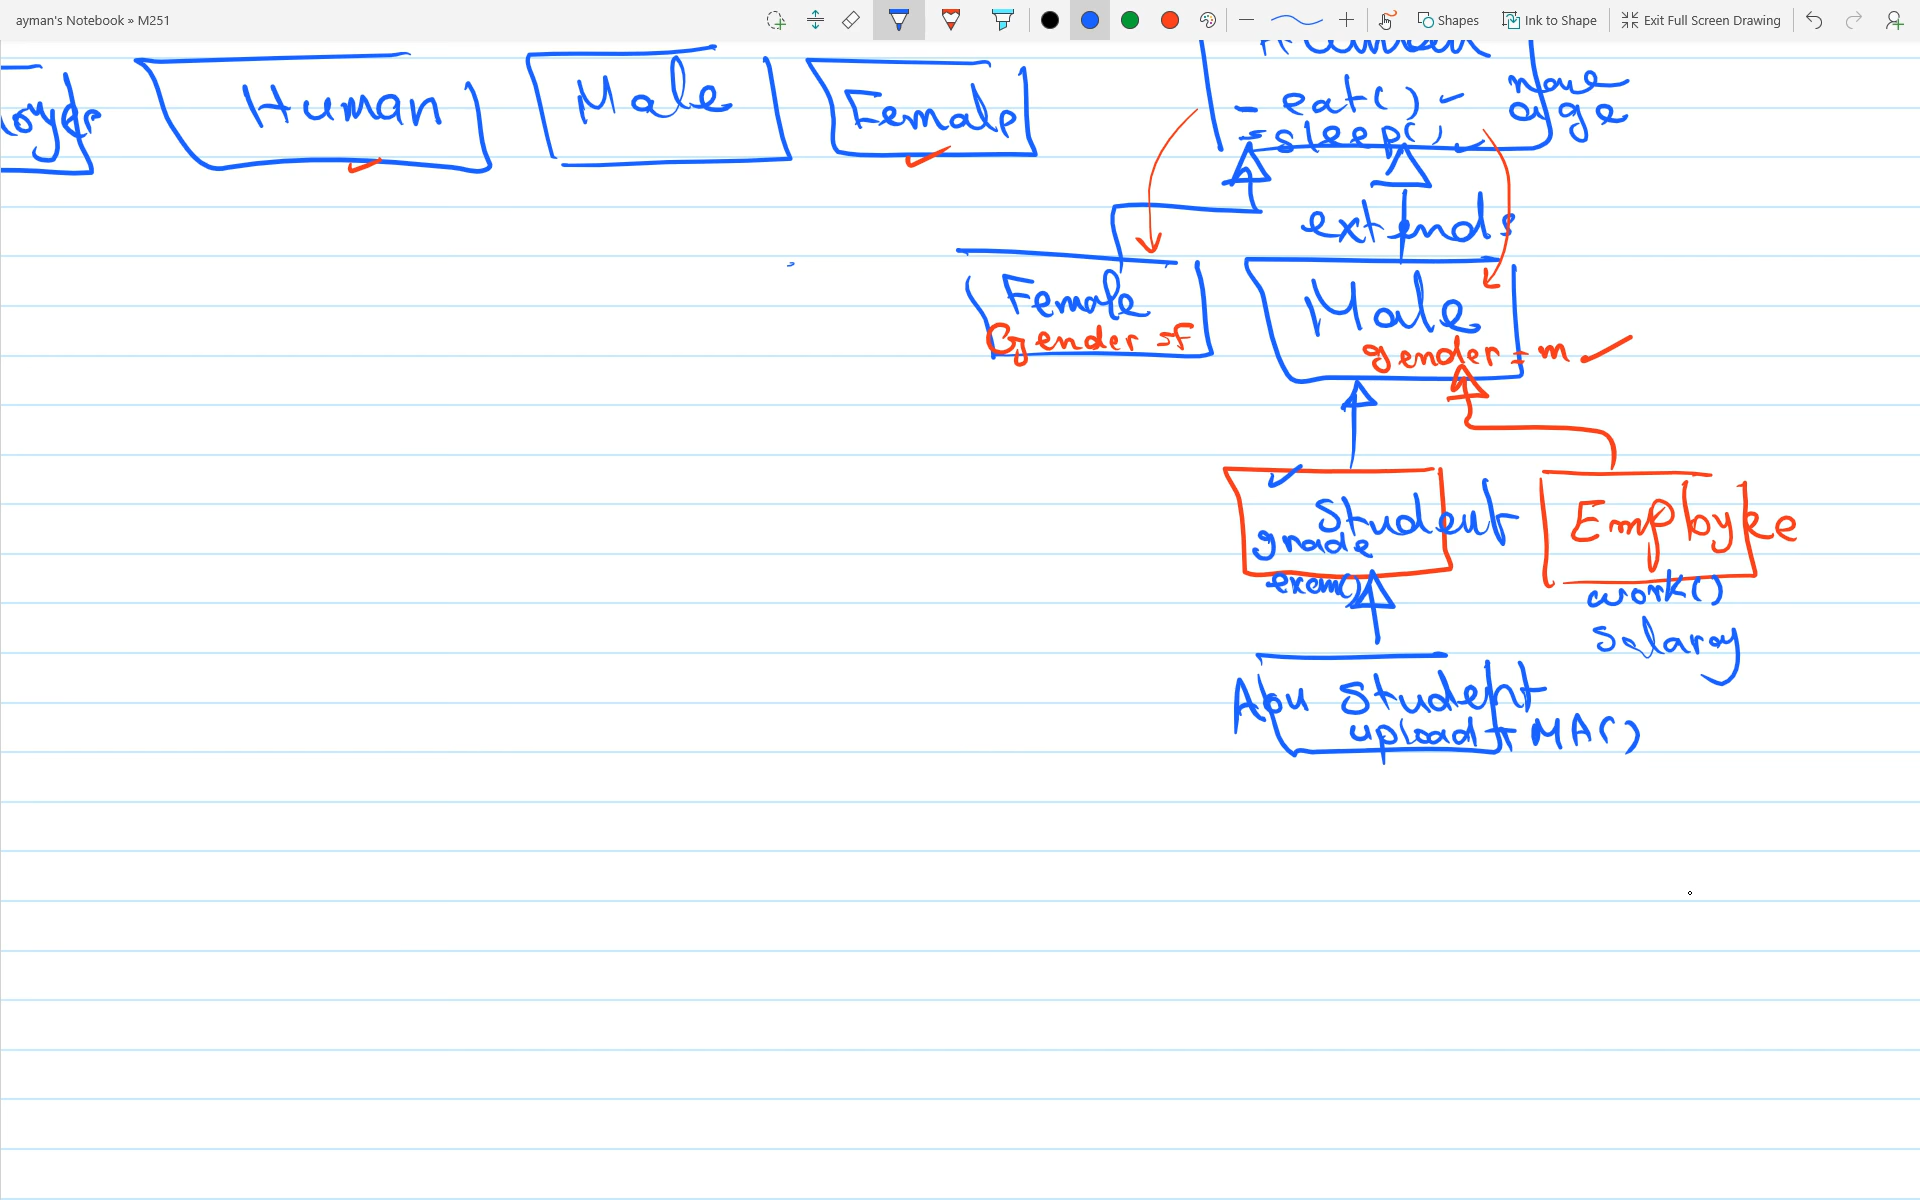 ayman's Notebook » M251
Shapes
Ink to Shape
Exit Full Screen Drawing
Human
Male
Female
- eat()
name
age
- sleep()
extends
Female
Gender = f
Male
gender = m
Student
grade
exam()
Employee
work()
Salary
Aou Student
upload TMA()